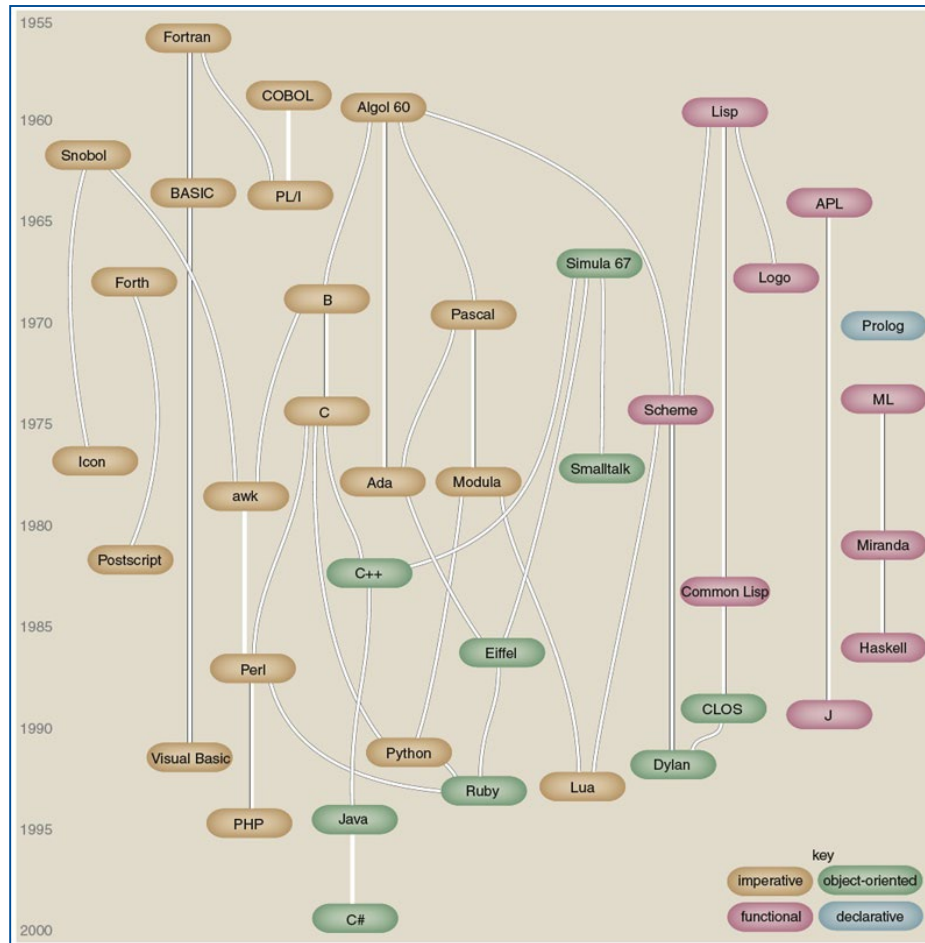 1955
Fortran
COBOL
Algol 60
Lisp
1960
Snobol
BASIC
PL/I
APL
1965
Simula 67
Logo
Forth
B
Pascal
1970
Prolog
ML
C
Scheme
1975
Icon
Smalltalk
Ada
Modula
awk
1980
Postscript
Miranda
C++
Common Lisp
1985
Haskell
Eiffel
Perl
CLOS
J
1990
Python
Visual Basic
Dylan
Lua
Ruby
Java
PHP
1995
key
imperative
object-oriented
functional
declarative
C#
2000